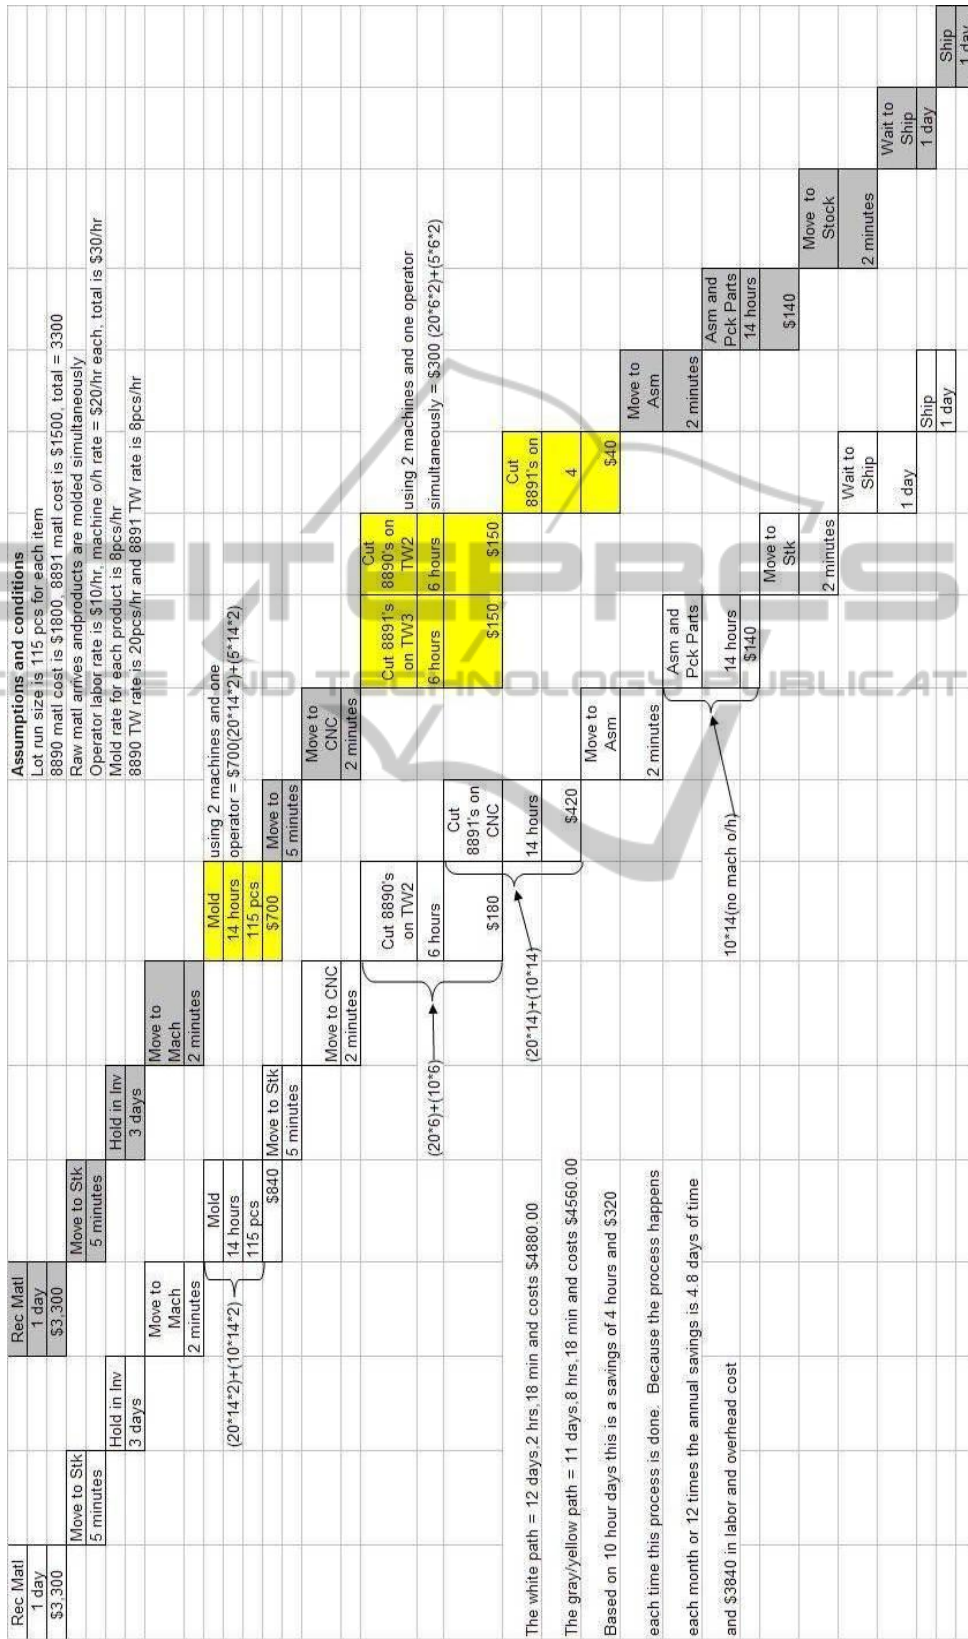 Assumptions and conditions
Lot run size is 115 pcs for each item
8890 matl cost is $1800, 8891 matl cost is $1500, total = 3300
Raw matl arrives andproducts are molded simultaneously
Operator labor rate is $10/hr, machine o/h rate = $20/hr each, total is $30/hr
Mold rate for each product is 8pcs/hr
8890 TW rate is 20pcs/hr and 8891 TW rate is 8pcs/hr
Rec Matl
1 day
$3,300
Move to Stk
5 minutes
Hold in Inv
3 days
Move to
Mach
2 minutes
Mold
14 hours
115 pcs
$700
using 2 machines and one
operator = $700(20*14*2)+(5*14*2)
Move to
5 minutes
Move to
CNC
2 minutes
Cut 8891's
on TW3
6 hours
$150
Cut
8890's on
TW2
6 hours
$150
using 2 machines and one operator
simultaneously = $300 (20*6*2)+(5*6*2)
Cut
8891's on
4
$40
Move to
Asm
2 minutes
Asm and
Pck Parts
14 hours
$140
Move to
Stock
2 minutes
Wait to
Ship
1 day
Ship
1 day
Rec Matl
1 day
$3,300
Move to Stk
5 minutes
Hold in Inv
3 days
Move to
Mach
2 minutes
Mold
14 hours
115 pcs
$840
(20*14*2)+(10*14*2)
Move to Stk
5 minutes
Move to CNC
2 minutes
Cut 8890's
on TW2
6 hours
$180
(20*6)+(10*6)
Cut
8891's on
CNC
14 hours
$420
(20*14)+(10*14)
Move to
Asm
2 minutes
Asm and
Pck Parts
14 hours
$140
10*14(no mach o/h)
Move to
Stk
2 minutes
Wait to
Ship
1 day
Ship
1 day
The white path = 12 days,2 hrs,18 min and costs $4880.00
The gray/yellow path = 11 days,8 hrs,18 min and costs $4560.00
Based on 10 hour days this is a savings of 4 hours and $320
each time this process is done. Because the process happens
each month or 12 times the annual savings is 4.8 days of time
and $3840 in labor and overhead cost
ITEPRESS
AND TECHNOLOGY PUBLICAT